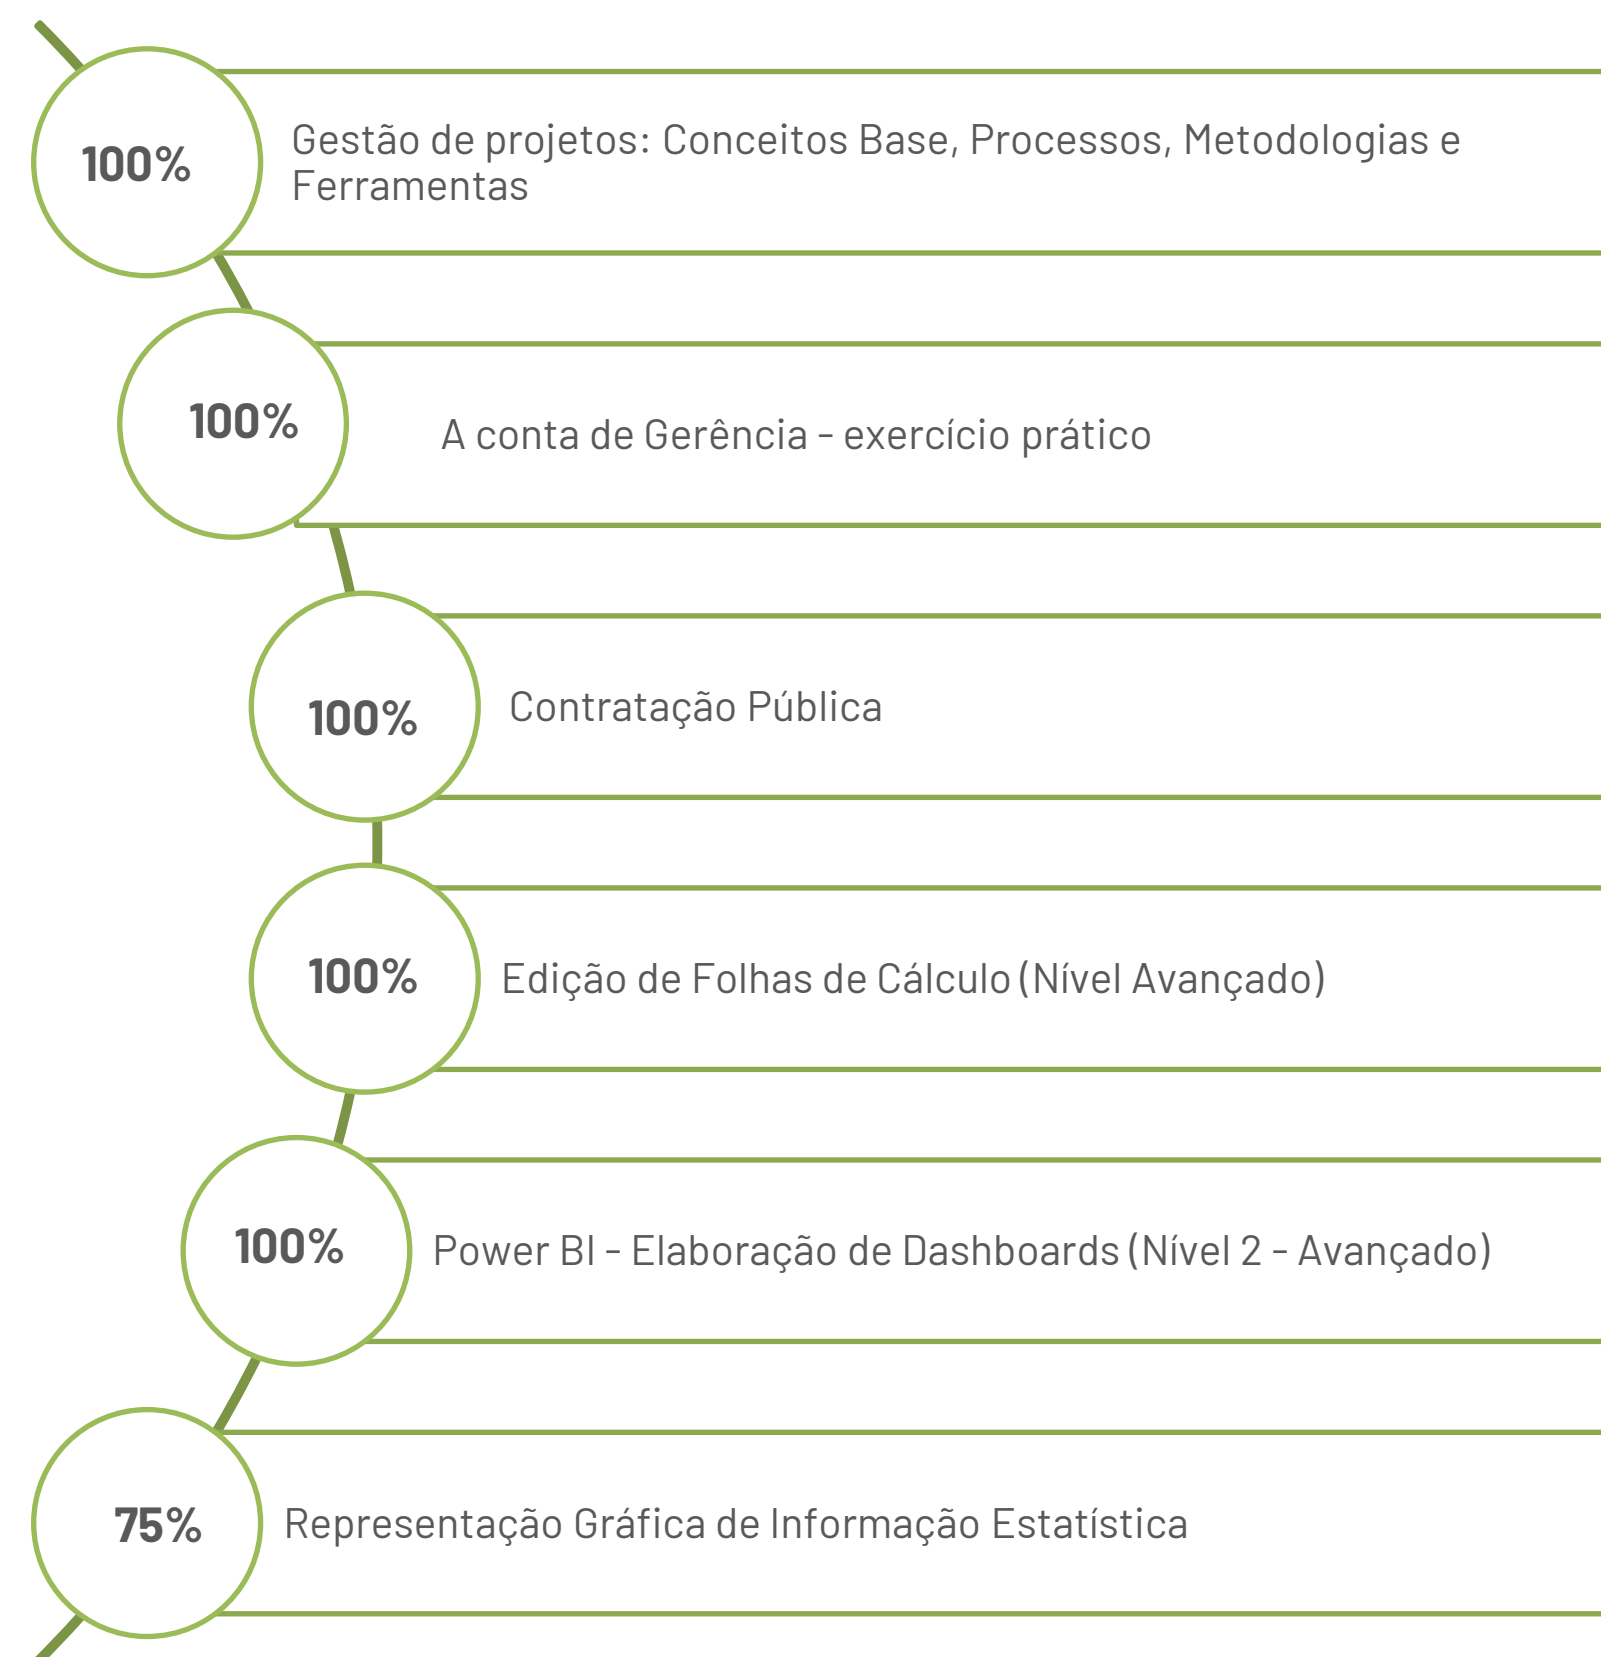 100%
Gestão de projetos: Conceitos Base, Processos, Metodologias e
Ferramentas
100%
A conta de Gerência - exercício prático
100%
Contratação Pública
100%
Edição de Folhas de Cálculo (Nível Avançado)
100%
Power BI - Elaboração de Dashboards (Nível 2 - Avançado)
75%
Representação Gráfica de Informação Estatística